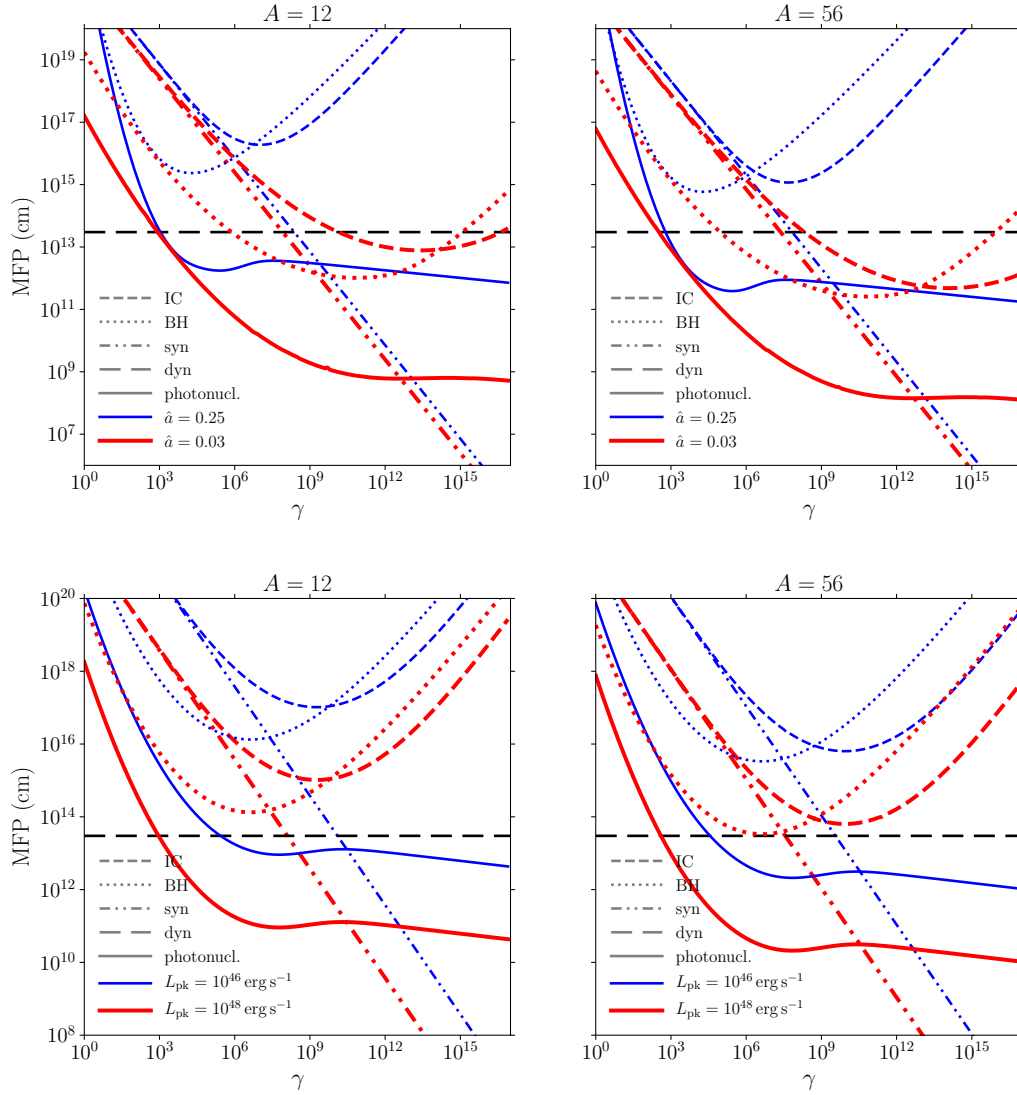 A = 12
10^19
10^17
10^15
10^13
10^11
10^9
10^7
MFP (cm)
IC
BH
syn
dyn
photonucl.
â = 0.25
â = 0.03
10^0 10^3 10^6 10^9 10^12 10^15
γ
A = 56
IC
BH
syn
dyn
photonucl.
â = 0.25
â = 0.03
10^0 10^3 10^6 10^9 10^12 10^15
γ
A = 12
10^20
10^18
10^16
10^14
10^12
10^10
10^8
MFP (cm)
IC
BH
syn
dyn
photonucl.
L_pk = 10^46 erg s^−1
L_pk = 10^48 erg s^−1
10^0 10^3 10^6 10^9 10^12 10^15
γ
A = 56
IC
BH
syn
dyn
photonucl.
L_pk = 10^46 erg s^−1
L_pk = 10^48 erg s^−1
10^0 10^3 10^6 10^9 10^12 10^15
γ